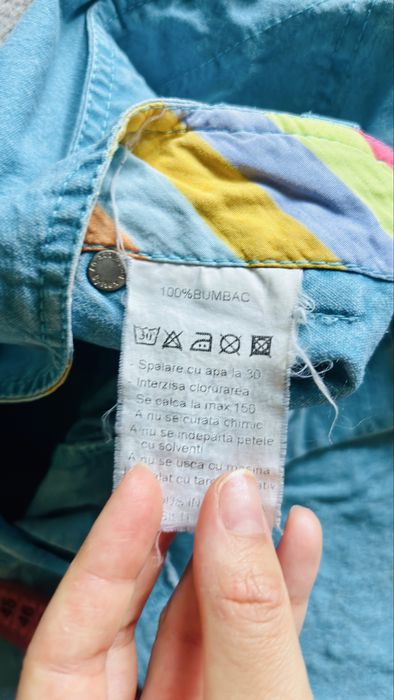 100%BUMBAC
30
Spalare cu apa la 30
Interzisa clorurarea
Se calca la max 150
A nu se curata chimic
A nu se indeparta petele
cu solventi
A nu se usca cu masina
cu